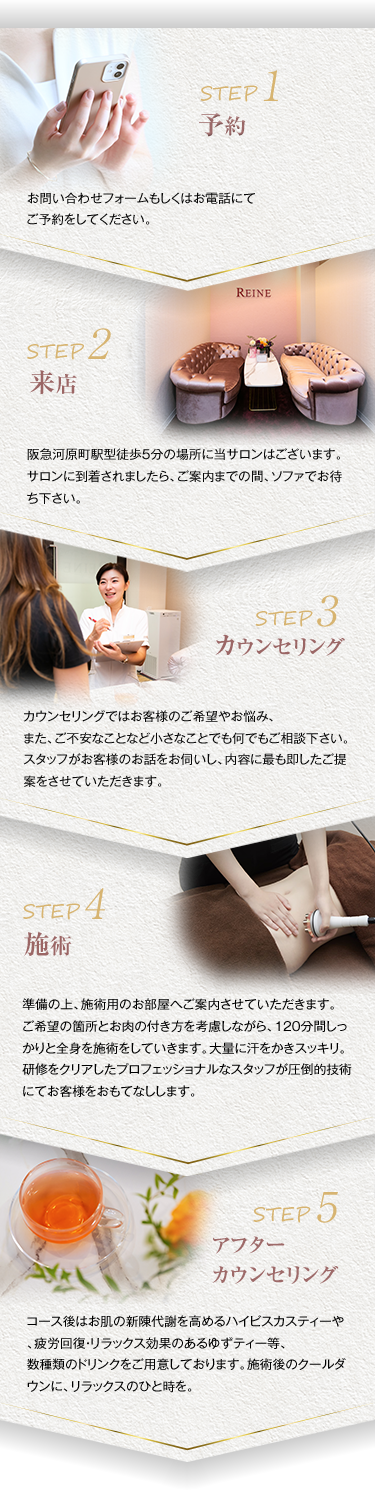 STEP 1
予約
お問い合わせフォームもしくはお電話にて
ご予約をしてください。
REINE
STEP 2
来店
阪急河原町駅型徒歩5分の場所に当サロンはございます。
サロンに到着されましたら、ご案内までの間、ソファでお待
ち下さい。
STEP 3
カウンセリング
カウンセリングではお客様のご希望やお悩み、
また、ご不安なことなど小さなことでも何でもご相談下さい。
スタッフがお客様のお話をお伺いし、内容に最も即したご提
案をさせていただきます。
STEP 4
施術
準備の上、施術用のお部屋へご案内させていただきます。
ご希望の箇所とお肉の付き方を考慮しながら、120分間しっ
かりと全身を施術をしていきます。大量に汗をかきスッキリ。
研修をクリアしたプロフェッショナルなスタッフが圧倒的技術
にてお客様をおもてなしします。
STEP 5
アフター
カウンセリング
コース後はお肌の新陳代謝を高めるハイビスカスティーや
、疲労回復・リラックス効果のあるゆずティー等、
数種類のドリンクをご用意しております。施術後のクールダ
ウンに、リラックスのひと時を。